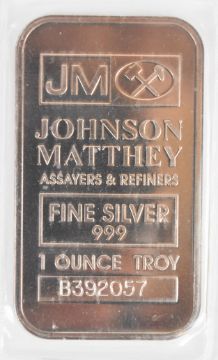 JM
JOHNSON
MATTHEY
ASSAYERS & REFINERS
FINE SILVER
999
1 OUNCE TROY
B392057